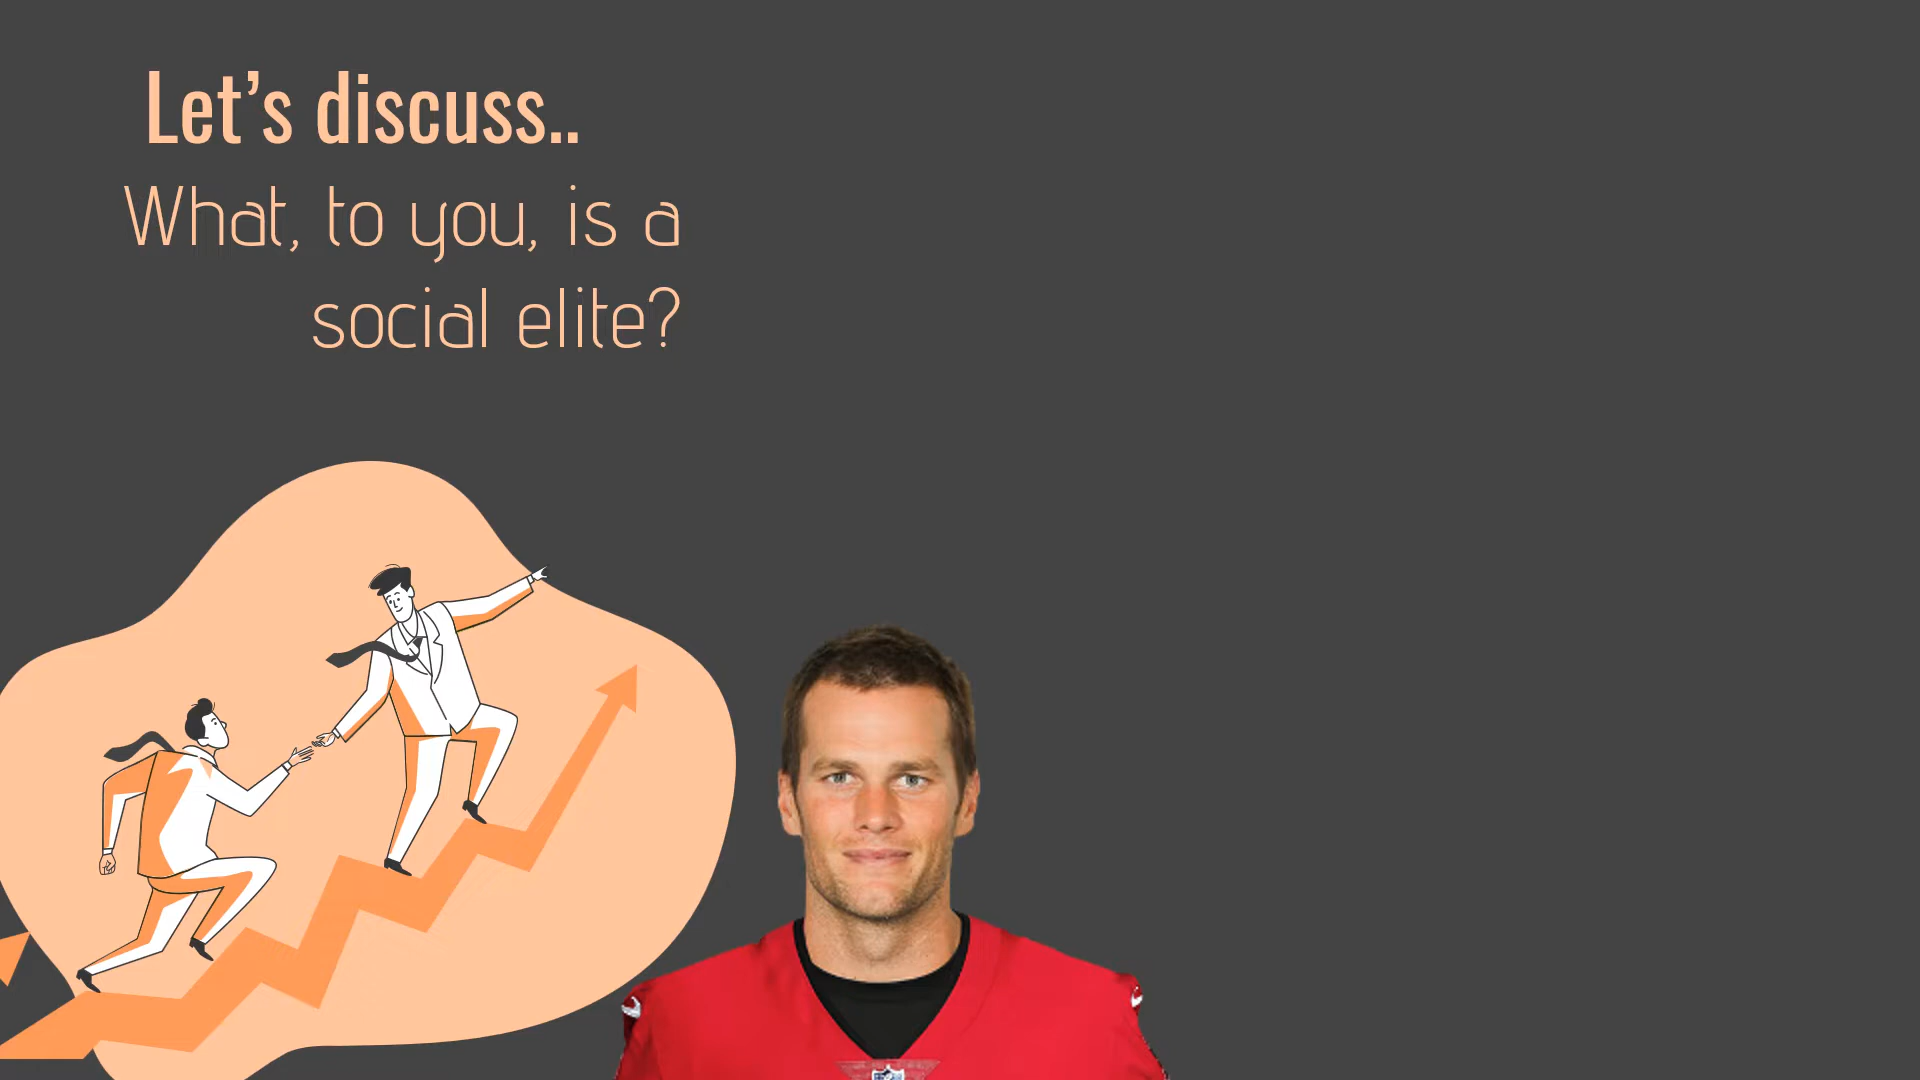 Let’s discuss..
What, to you, is a
social elite?